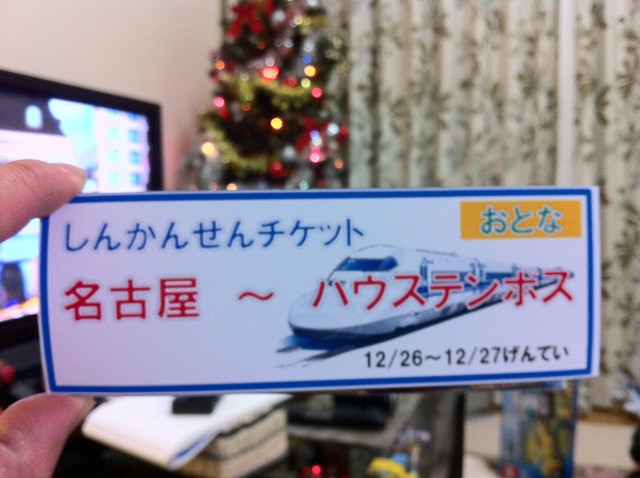 おとな
しんかんせんチケット
名古屋 ～ ハウステンボス
12/26～12/27げんてい